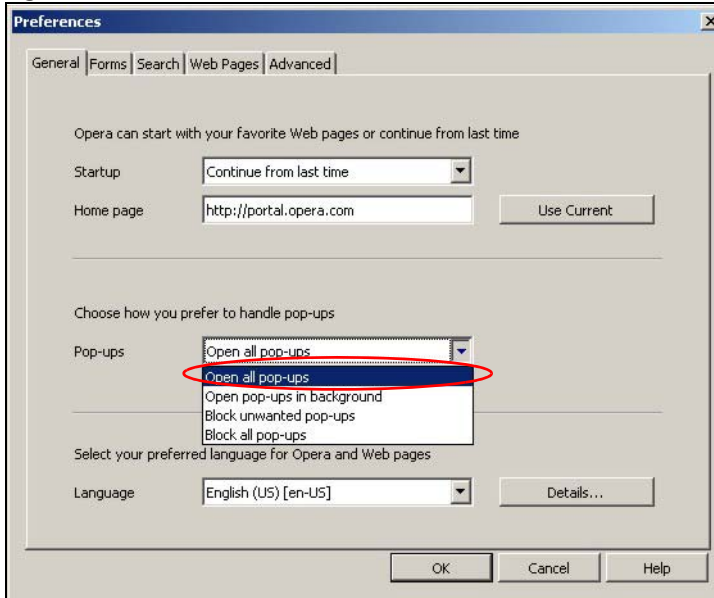 Preferences
General Forms Search Web Pages Advanced
Opera can start with your favorite Web pages or continue from last time
Startup Continue from last time
Home page http://portal.opera.com Use Current
Choose how you prefer to handle pop-ups
Pop-ups Open all pop-ups
Open all pop-ups
Open pop-ups in background
Block unwanted pop-ups
Block all pop-ups
Select your preferred language for Opera and Web pages
Language English (US) [en-US] Details...
OK Cancel Help